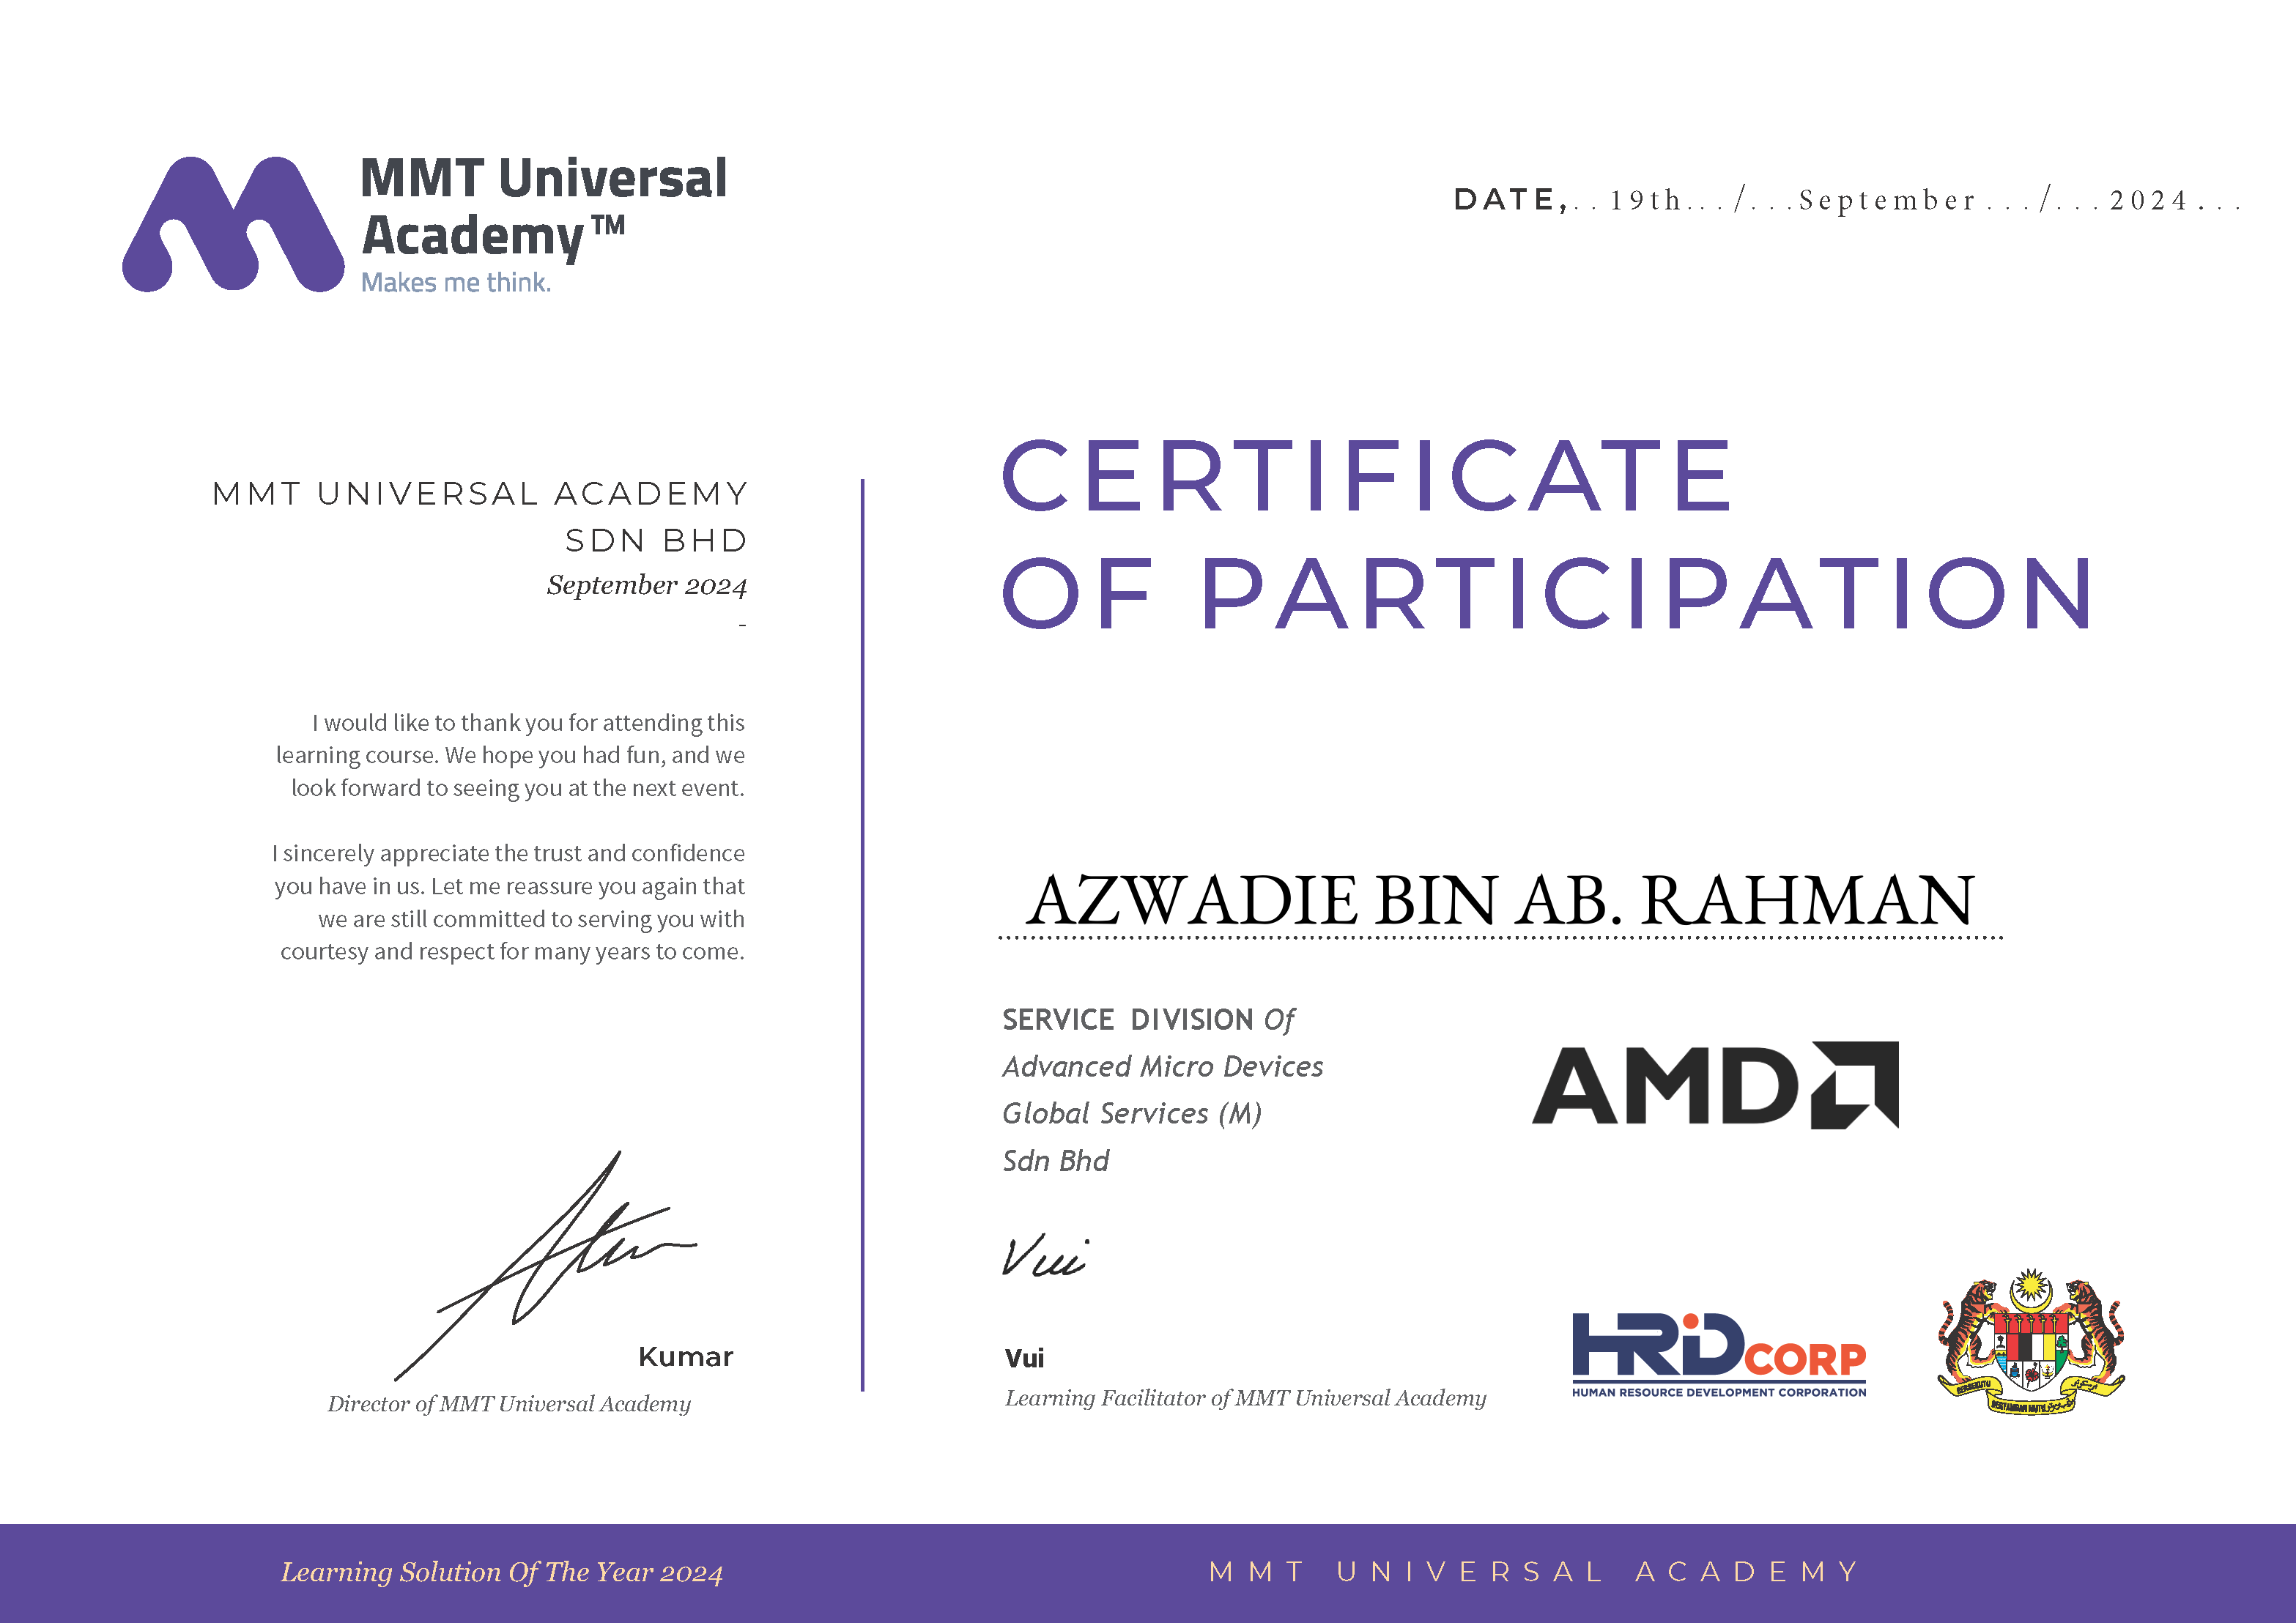 MMT Universal
Academy™
Makes me think.
DATE,. . 19th. . . / . . . September . . . / . . . 2024 . . .
MMT UNIVERSAL ACADEMY
SDN BHD
September 2024
-
I would like to thank you for attending this
learning course. We hope you had fun, and we
look forward to seeing you at the next event.
I sincerely appreciate the trust and confidence
you have in us. Let me reassure you again that
we are still committed to serving you with
courtesy and respect for many years to come.
Kumar
Director of MMT Universal Academy
CERTIFICATE
OF PARTICIPATION
AZWADIE BIN AB. RAHMAN
SERVICE DIVISION Of
Advanced Micro Devices
Global Services (M)
Sdn Bhd
AMD
Vui
Vui
Learning Facilitator of MMT Universal Academy
HRD CORP
HUMAN RESOURCE DEVELOPMENT CORPORATION
BERSEKUTU
BERTAMBAH MUTU
Learning Solution Of The Year 2024
MMT UNIVERSAL ACADEMY